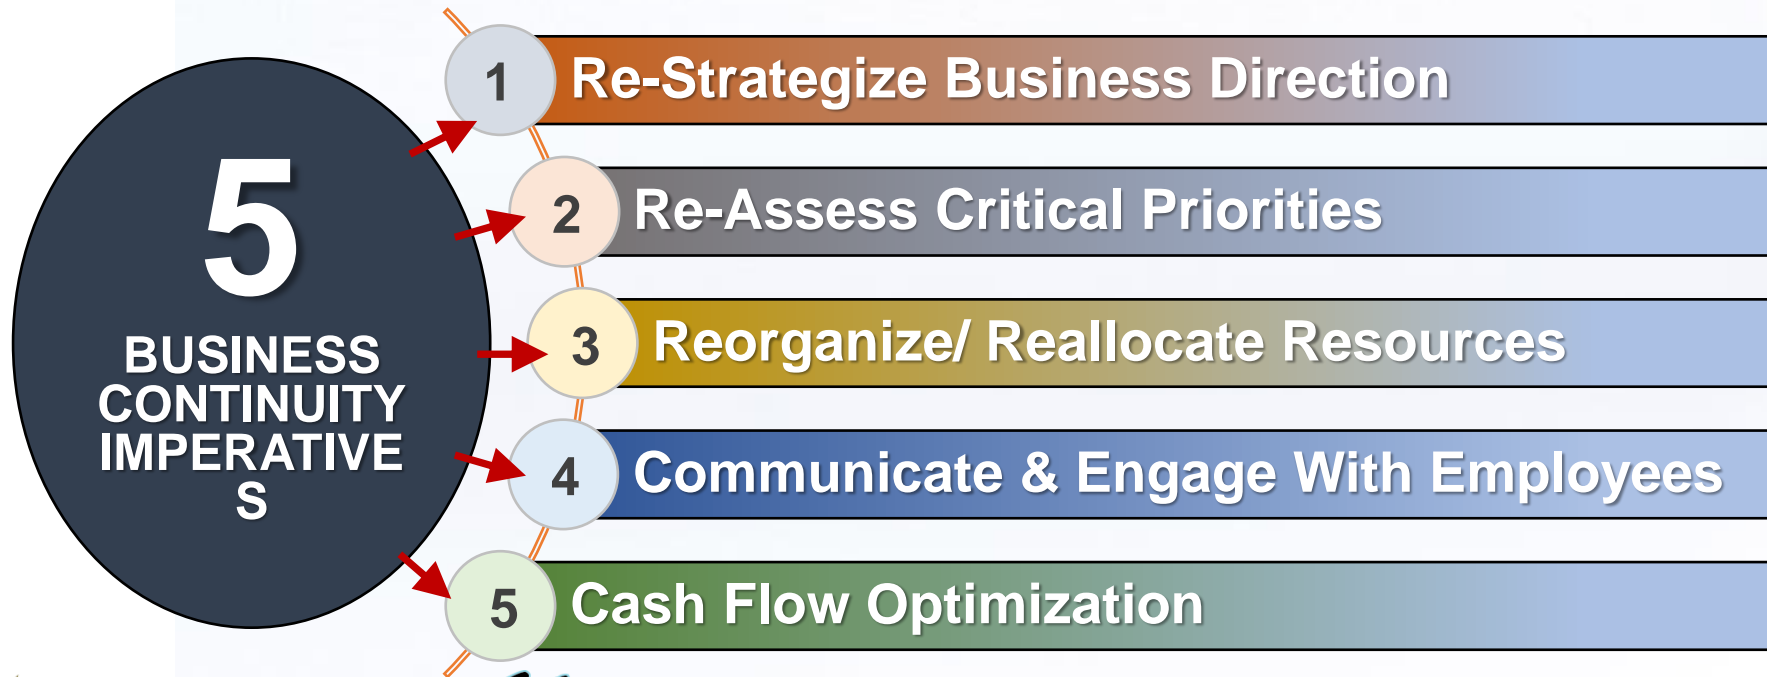 5
BUSINESS
CONTINUITY
IMPERATIVE
S
1
Re-Strategize Business Direction
2
Re-Assess Critical Priorities
3
Reorganize/ Reallocate Resources
4
Communicate & Engage With Employees
5
Cash Flow Optimization